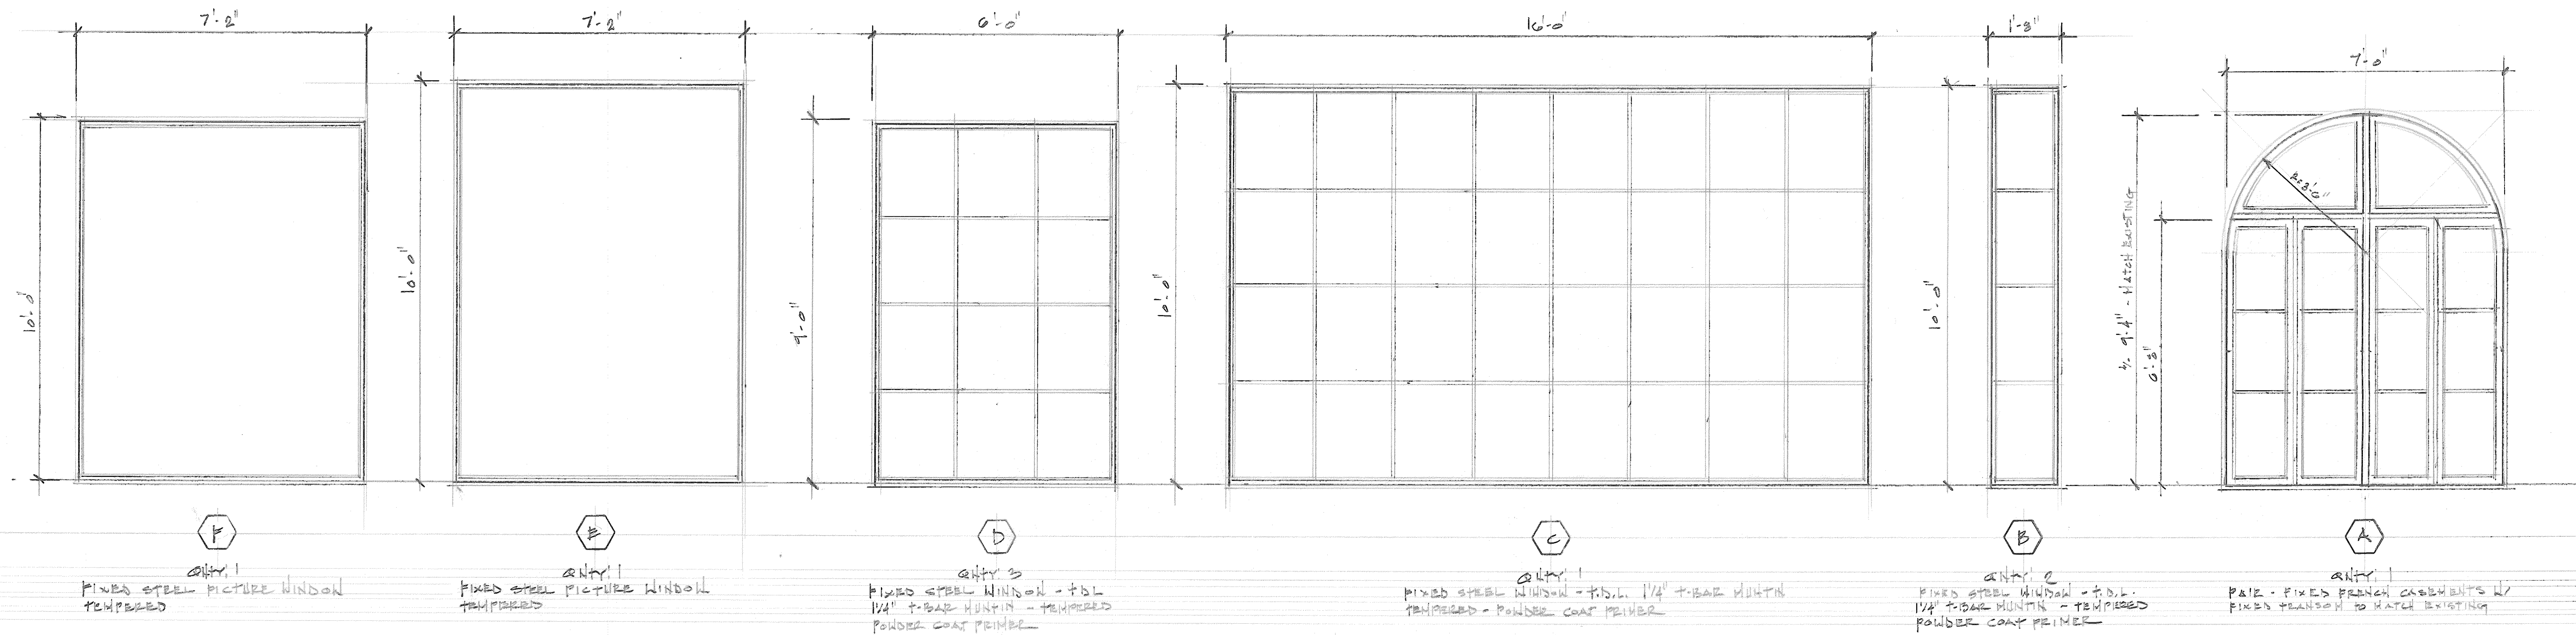 7'-2"
10'-0"
F
QNTY: 1
FIXED STEEL PICTURE WINDOW
TEMPERED
7'-2"
10'-0"
E
QNTY: 1
FIXED STEEL PICTURE WINDOW
TEMPERED
6'-0"
9'-0"
D
QNTY: 3
FIXED STEEL WINDOW - TDL
1 1/4" T-BAR MUNTIN - TEMPERED
POWDER COAT PRIMER
16'-0"
10'-0"
C
QNTY: 1
FIXED STEEL WINDOW - T.D.L. 1 1/4" T-BAR MUNTIN
TEMPERED - POWDER COAT PRIMER
1'-8"
10'-0"
B
QNTY: 2
FIXED STEEL WINDOW - T.D.L.
1 1/4" T-BAR MUNTIN - TEMPERED
POWDER COAT PRIMER
7'-0"
R=3'-6"
9'-4" - MATCH EXISTING
6'-8"
A
QNTY: 1
PAIR - FIXED FRENCH CASEMENTS W/
FIXED TRANSOM TO MATCH EXISTING